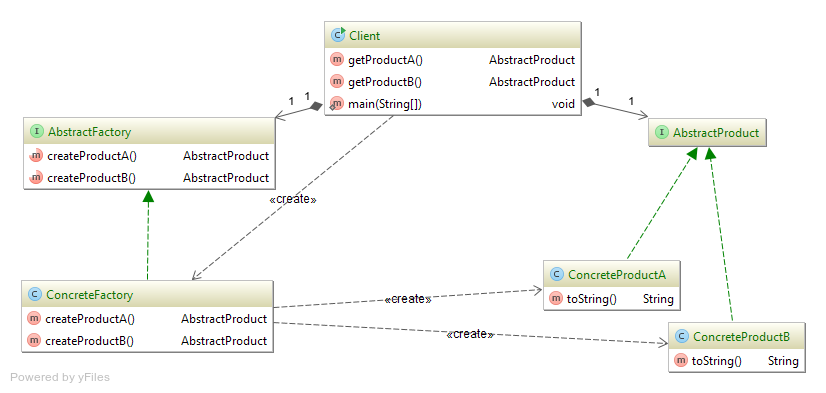 C Client
m getProductA() AbstractProduct
m getProductB() AbstractProduct
m main(String[]) void
1 1
1 1
I AbstractFactory
m createProductA() AbstractProduct
m createProductB() AbstractProduct
I AbstractProduct
«create»
C ConcreteFactory
m createProductA() AbstractProduct
m createProductB() AbstractProduct
«create»
«create»
C ConcreteProductA
m toString() String
C ConcreteProductB
m toString() String
Powered by yFiles